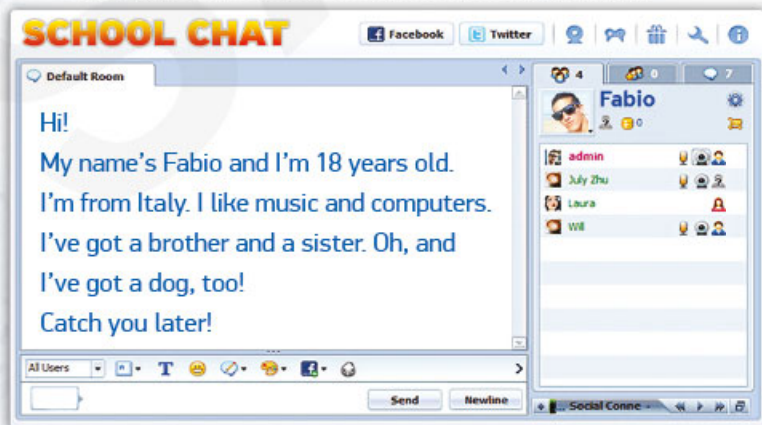 SCHOOL CHAT
Facebook
Twitter
Default Room
4
0
7
Hi!
My name's Fabio and I'm 18 years old.
I'm from Italy. I like music and computers.
I've got a brother and a sister. Oh, and
I've got a dog, too!
Catch you later!
Fabio
0
admin
July Zhu
Laura
Will
All Users
T
Send
Newline
Social Conne